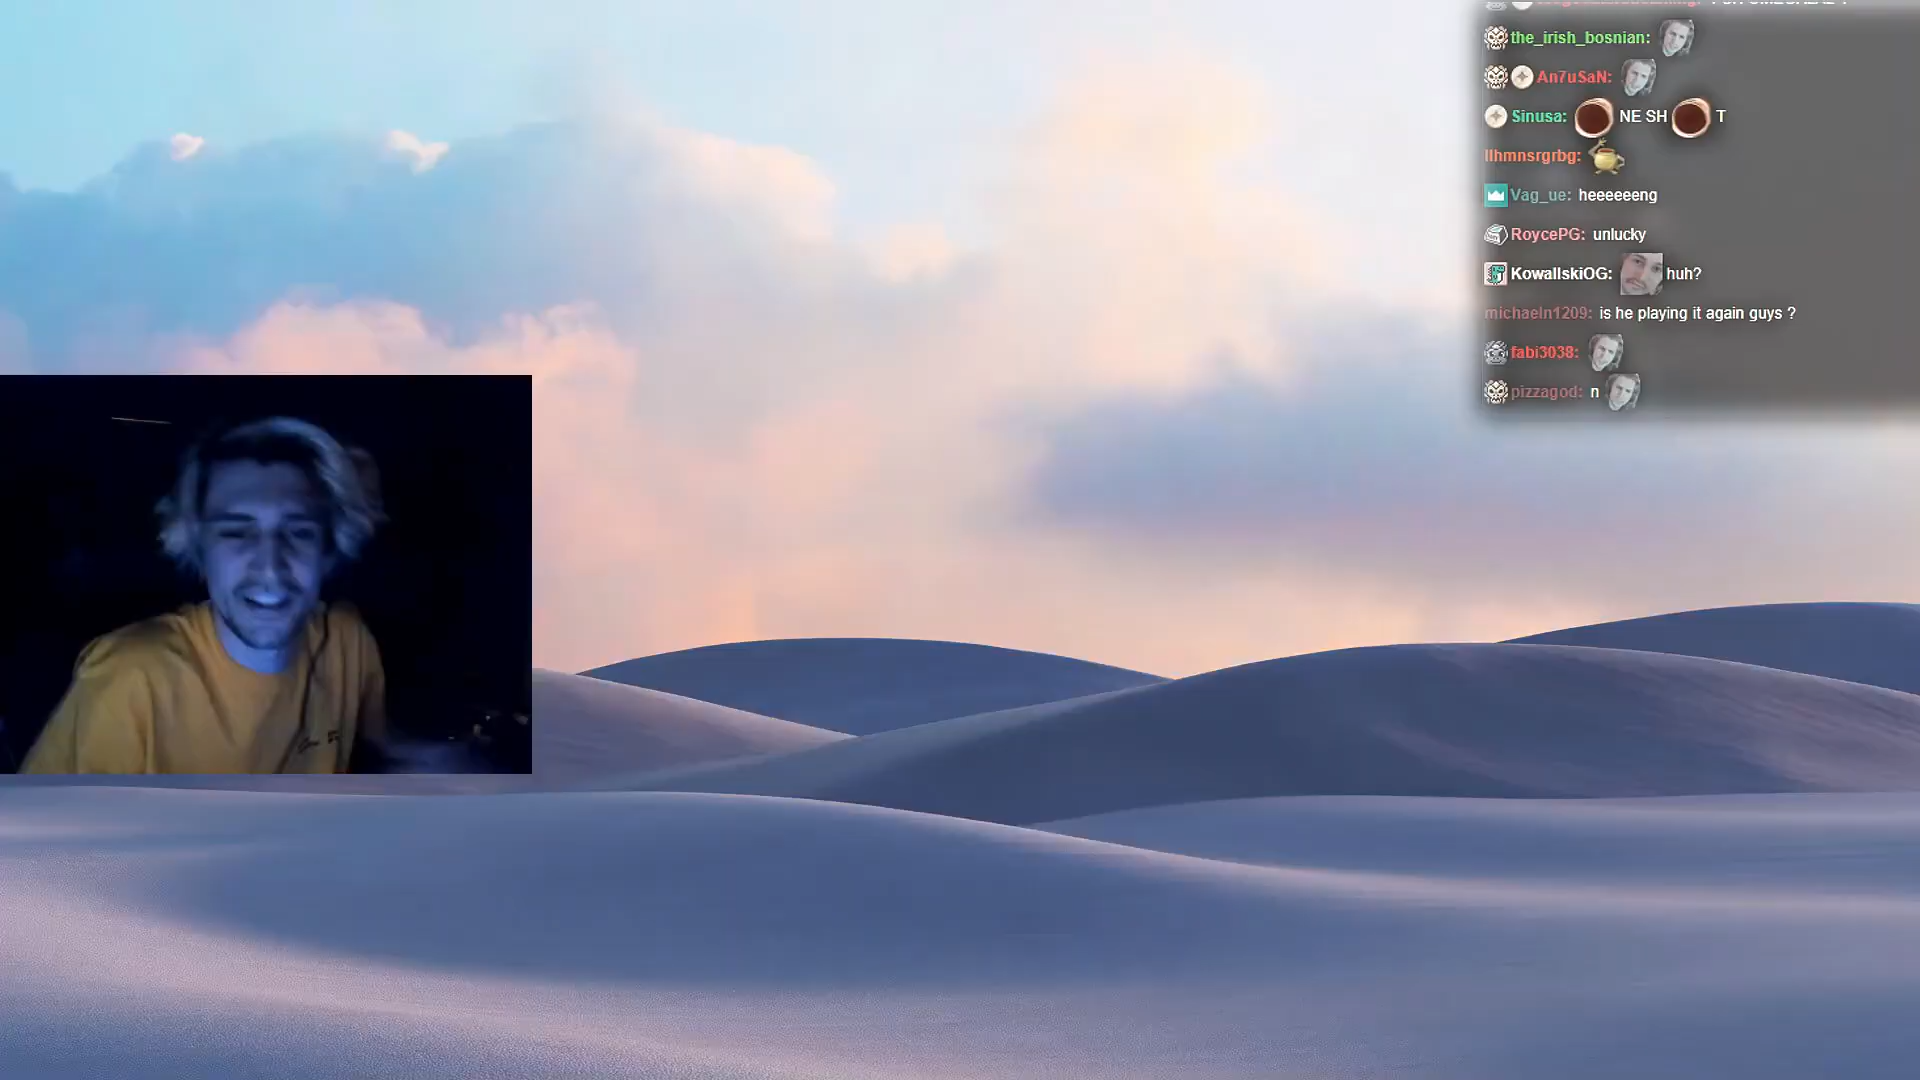 the_irish_bosnian:
An7uSaN:
Sinusa: NE SH T
llhmnsrgrbg:
Vag_ue: heeeeeeng
RoycePG: unlucky
KowallskiOG: huh?
michaeln1209: is he playing it again guys ?
fabi3038:
pizzagod: n